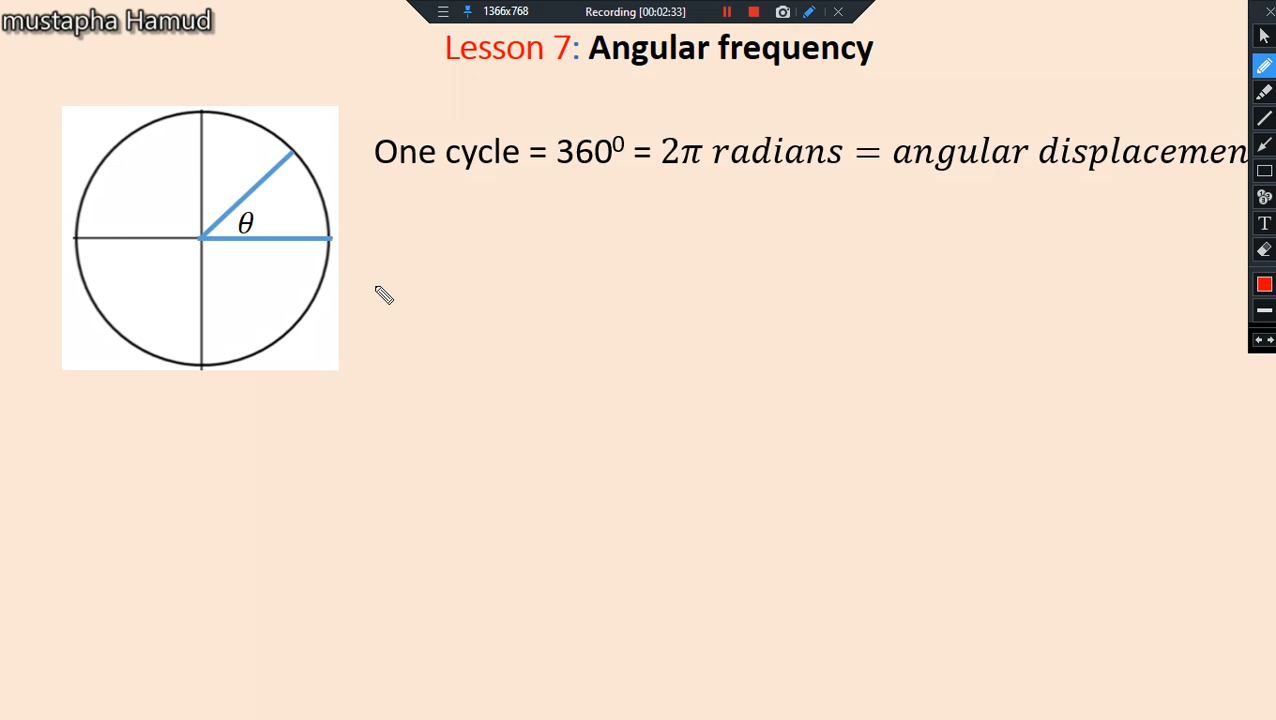 mustapha Hamud
1366x768
Recording [00:02:33]
Lesson 7: Angular frequency
One cycle = 360⁰ = 2π radians = angular displacemen
θ
T